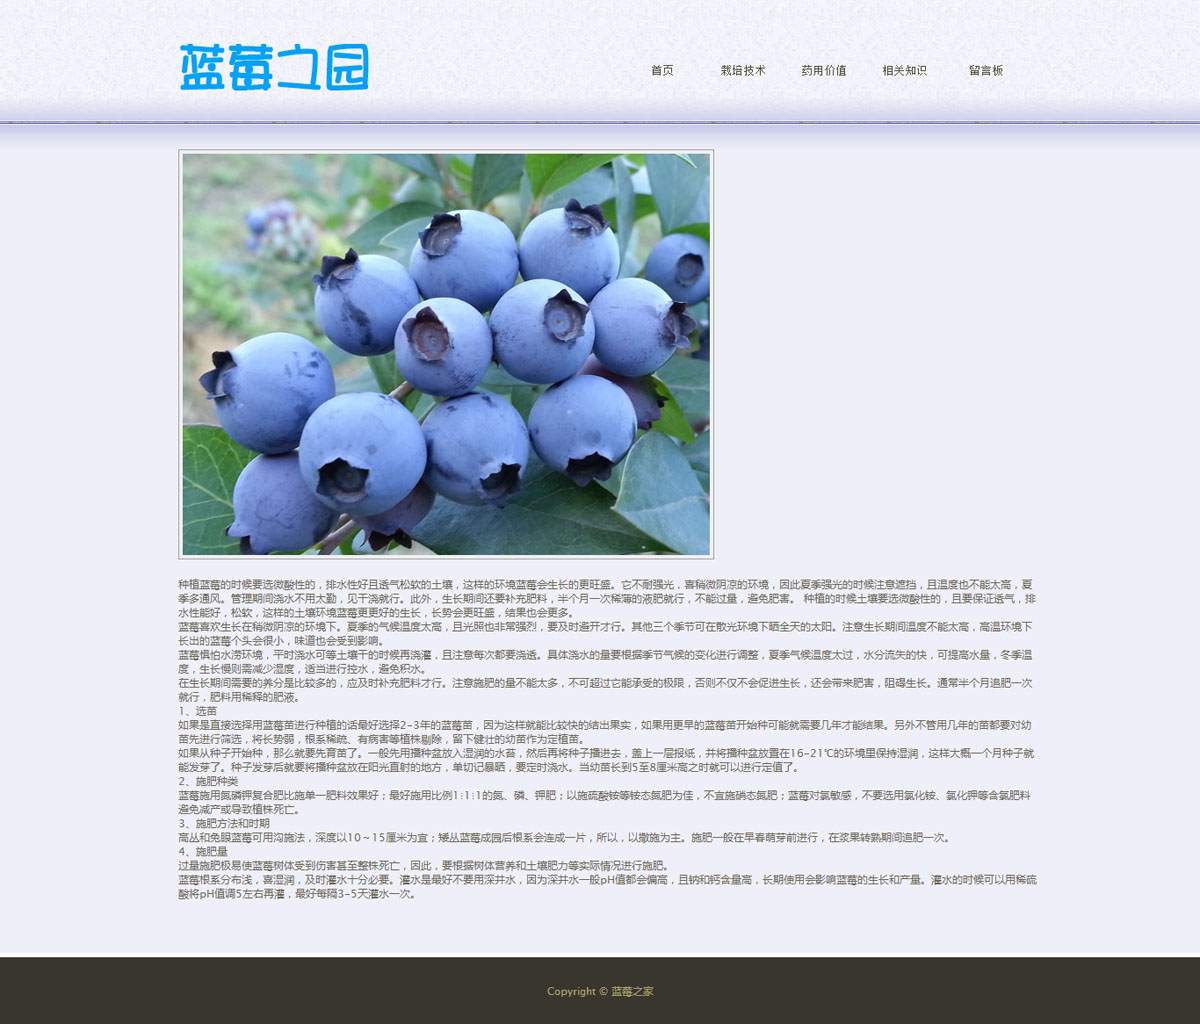 蓝莓之园
首页 栽培技术 药用价值 相关知识 留言板
种植蓝莓的时候要选微酸性的，排水性好且透气松软的土壤，这样的环境蓝莓会生长的更旺盛。它不耐强光，喜稍微阴凉的环境，因此夏季强光的时候注意遮挡，且温度也不能太高，夏
季多通风。管理期间浇水不用太勤，见干浇就行。此外，生长期间还要补充肥料，半个月一次稀薄的液肥就行，不能过量，避免肥害。 种植的时候土壤要选微酸性的，且要保证透气，排
水性能好，松软，这样的土壤环境蓝莓更更好的生长，长势会更旺盛，结果也会更多。
蓝莓喜欢生长在稍微阴凉的环境下。夏季的气候温度太高，且光照也非常强烈，要及时避开才行。其他三个季节可在散光环境下晒全天的太阳。注意生长期间温度不能太高，高温环境下
长出的蓝莓个头会很小，味道也会受到影响。
蓝莓惧怕水涝环境，平时浇水可等土壤干的时候再浇灌，且注意每次都要浇透。具体浇水的量要根据季节气候的变化进行调整，夏季气候温度太过，水分流失的快，可提高水量，冬季温
度，生长慢则需减少湿度，适当进行控水，避免积水。
在生长期间需要的养分是比较多的，应及时补充肥料才行。注意施肥的量不能太多，不可超过它能承受的极限，否则不仅不会促进生长，还会带来肥害，阻碍生长。通常半个月追肥一次
就行，肥料用稀释的肥液。
1、选苗
如果是直接选择用蓝莓苗进行种植的话最好选择2-3年的蓝莓苗，因为这样就能比较快的结出果实，如果用更早的蓝莓苗开始种可能就需要几年才能结果。另外不管用几年的苗都要对幼
苗先进行筛选，将长势弱，根系稀疏、有病害等植株剔除，留下健壮的幼苗作为定植苗。
如果从种子开始种，那么就要先育苗了。一般先用播种盆放入湿润的水苔，然后再将种子播进去，盖上一层报纸，并将播种盆放置在16-21℃的环境里保持湿润，这样大概一个月种子就
能发芽了。种子发芽后就要将播种盆放在阳光直射的地方，单切记暴晒，要定时浇水。当幼苗长到5至8厘米高之时就可以进行定值了。
2、施肥种类
蓝莓施用氮磷钾复合肥比施单一肥料效果好；最好施用比例1:1:1的氮、磷、钾肥；以施硫酸铵等铵态氮肥为佳，不宜施硝态氮肥；蓝莓对氯敏感，不要选用氯化铵、氯化钾等含氯肥料
避免减产或导致植株死亡。
3、施肥方法和时期
高丛和兔眼蓝莓可用沟施法，深度以10～15厘米为宜；矮丛蓝莓成园后根系会连成一片，所以，以撒施为主。施肥一般在早春萌芽前进行，在浆果转熟期间追肥一次。
4、施肥量
过量施肥极易使蓝莓树体受到伤害甚至整株死亡，因此，要根据树体营养和土壤肥力等实际情况进行施肥。
蓝莓根系分布浅，喜湿润，及时灌水十分必要。灌水是最好不要用深井水，因为深井水一般pH值都会偏高，且钠和钙含量高，长期使用会影响蓝莓的生长和产量。灌水的时候可以用稀硫
酸将pH值调5左右再灌，最好每隔3-5天灌水一次。
Copyright © 蓝莓之家